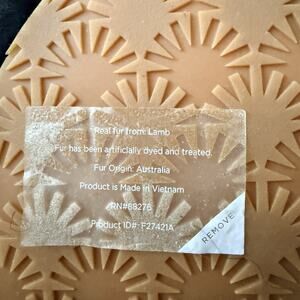 Real fur from: Lamb
Fur has been artificially dyed and treated.
Fur Origin: Australia
Product is Made in Vietnam
RN#88276
Product ID#: F27421A
REMOVE